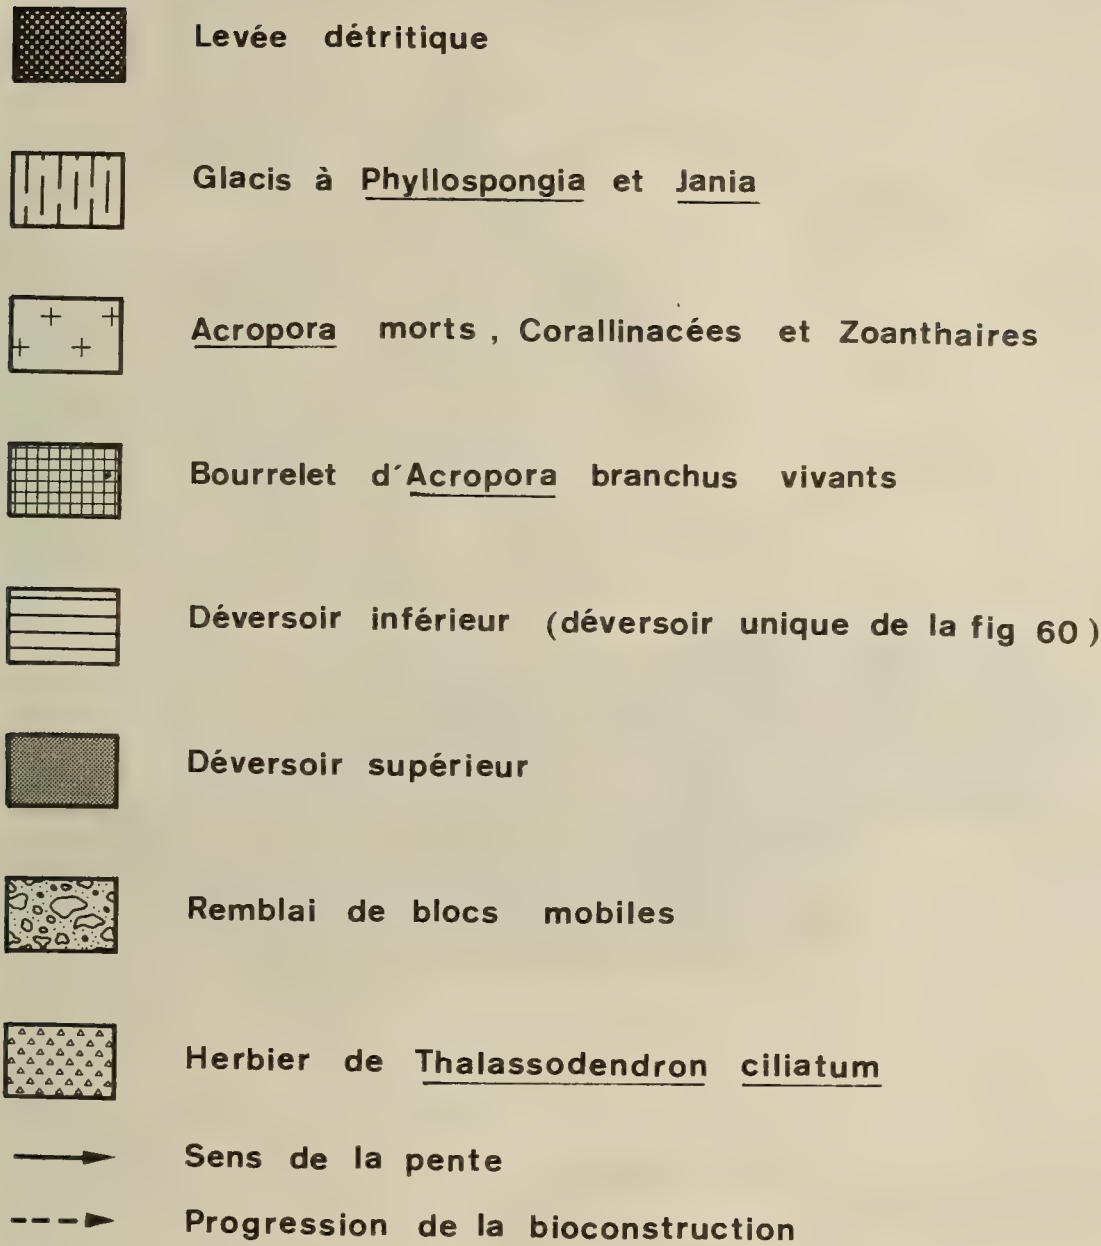 Levée détritique
Glacis à Phyllospongia et Jania
Acropora morts , Corallinacées et Zoanthaires
Bourrelet d'Acropora branchus vivants
Déversoir inférieur (déversoir unique de la fig 60 )
Déversoir supérieur
Remblai de blocs mobiles
Herbier de Thalassodendron ciliatum
Sens de la pente
Progression de la bioconstruction